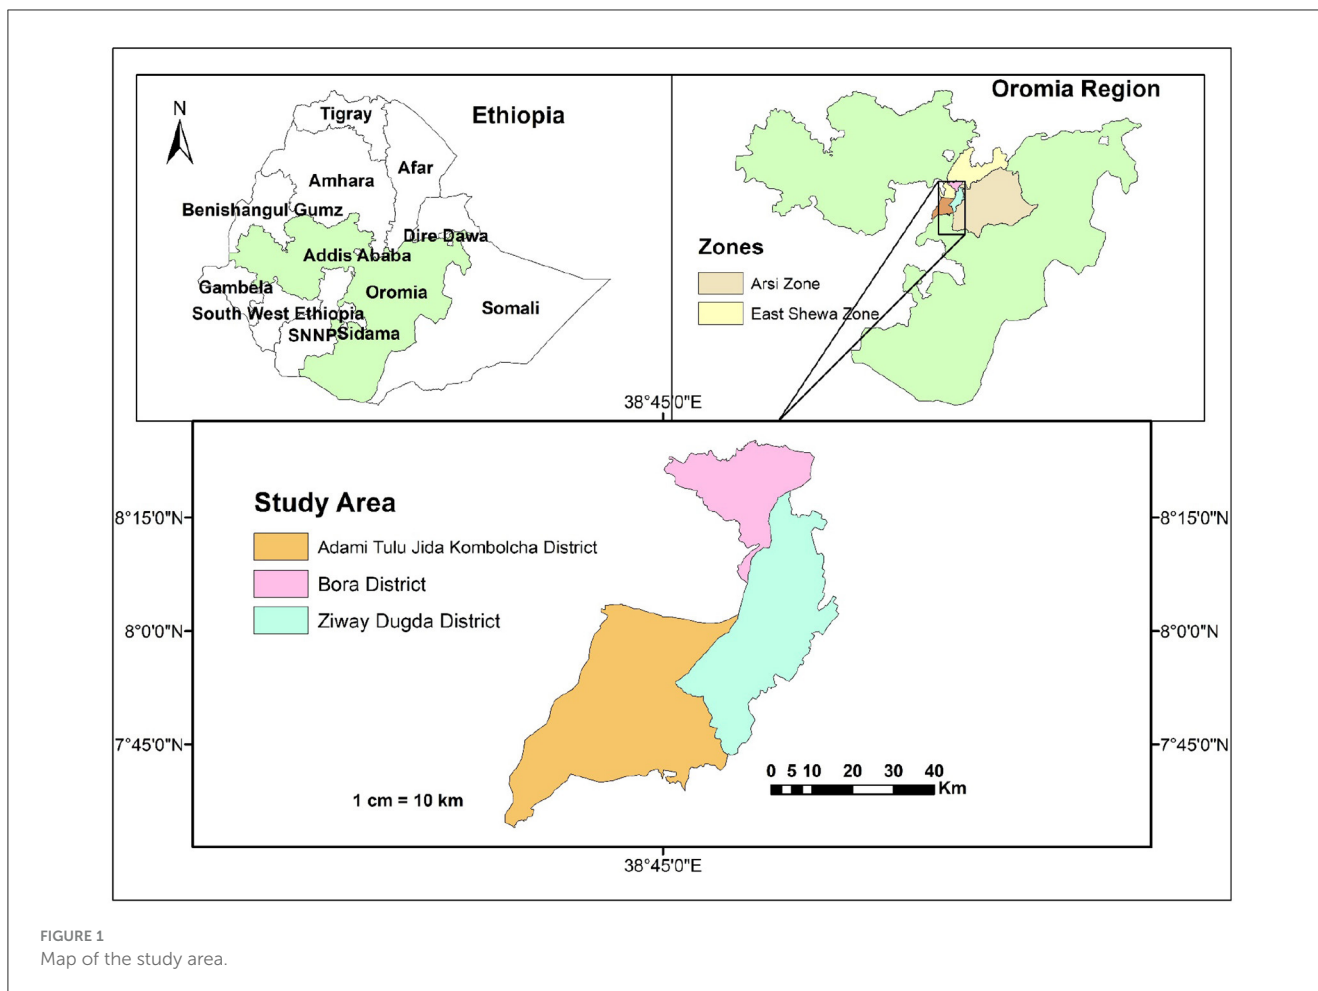 N
Ethiopia
Tigray
Afar
Amhara
Benishangul Gumz
Dire Dawa
Addis Ababa
Gambela
Oromia
South West Ethiopia
Somali
SNNP
Sidama
Oromia Region
Zones
Arsi Zone
East Shewa Zone
38°45'0"E
Study Area
Adami Tulu Jida Kombolcha District
Bora District
Ziway Dugda District
8°15'0"N
8°15'0"N
8°0'0"N
8°0'0"N
7°45'0"N
7°45'0"N
0 5 10 20 30 40
Km
1 cm = 10 km
38°45'0"E
FIGURE 1
Map of the study area.